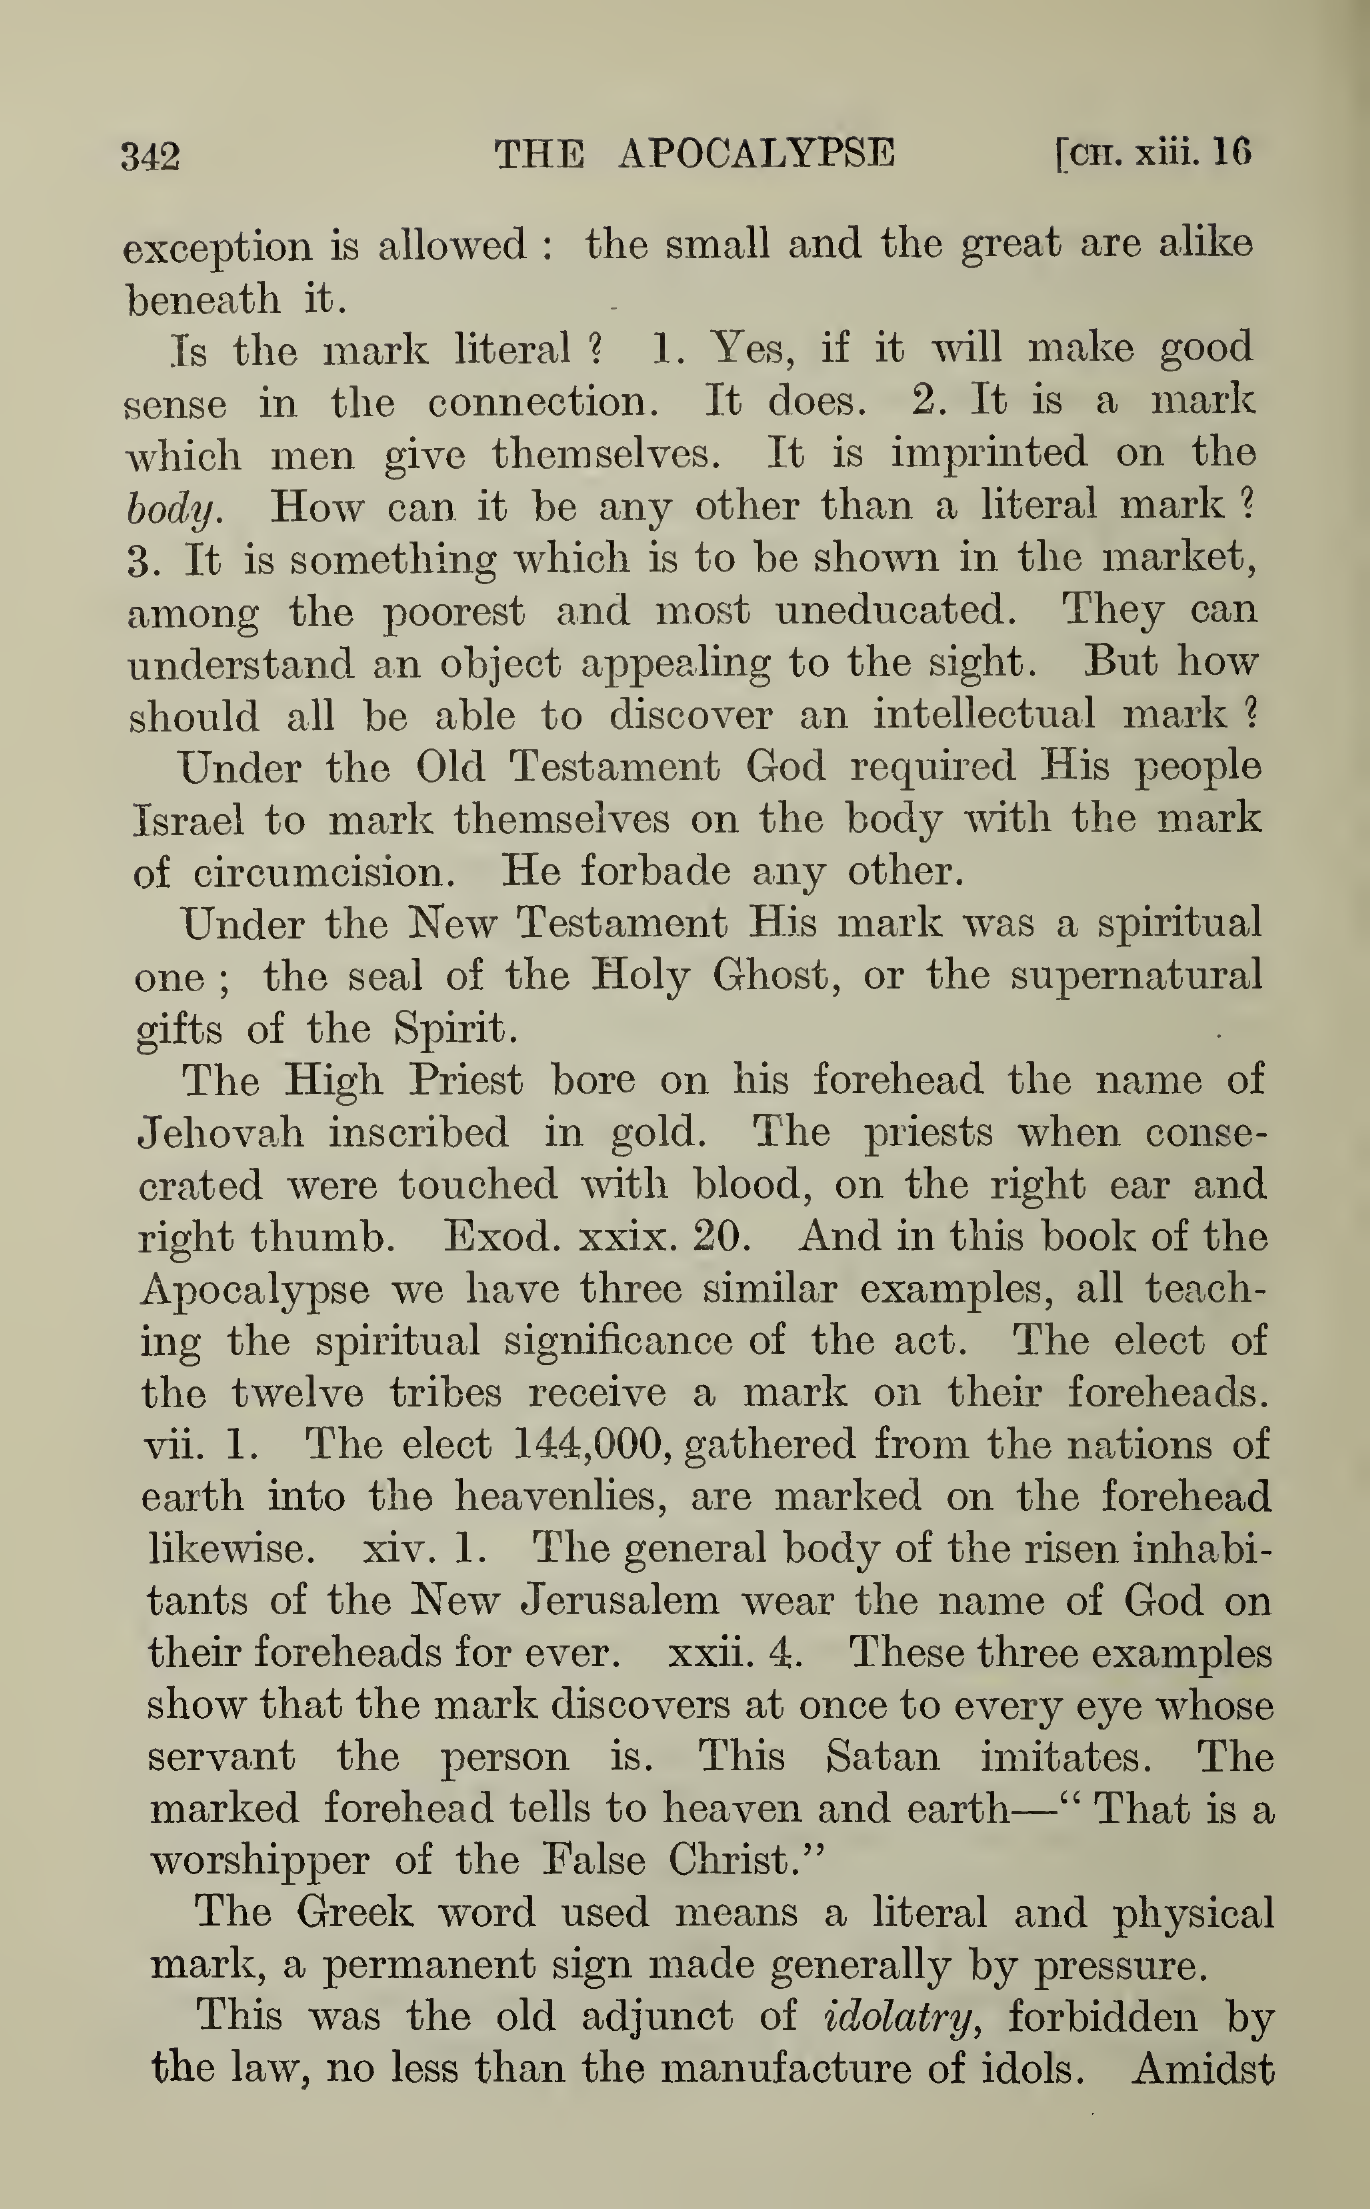 342 THE APOCALYPSE [CH. xiii. 16
exception is allowed : the small and the great are alike
beneath it.
Is the mark literal ? 1. Yes, if it will make good
sense in the connection. It does. 2. It is a mark
which men give themselves. It is imprinted on the
body. How can it be any other than a literal mark ?
3. It is something which is to be shown in the market,
among the poorest and most uneducated. They can
understand an object appealing to the sight. But how
should all be able to discover an intellectual mark ?
Under the Old Testament God required His people
Israel to mark themselves on the body with the mark
of circumcision. He forbade any other.
Under the New Testament His mark was a spiritual
one ; the seal of the Holy Ghost, or the supernatural
gifts of the Spirit.
The High Priest bore on his forehead the name of
Jehovah inscribed in gold. The priests when conse-
crated were touched with blood, on the right ear and
right thumb. Exod. xxix. 20. And in this book of the
Apocalypse we have three similar examples, all teach-
ing the spiritual significance of the act. The elect of
the twelve tribes receive a mark on their foreheads.
vii. 1. The elect 144,000, gathered from the nations of
earth into the heavenlies, are marked on the forehead
likewise. xiv. 1. The general body of the risen inhabi-
tants of the New Jerusalem wear the name of God on
their foreheads for ever. xxii. 4. These three examples
show that the mark discovers at once to every eye whose
servant the person is. This Satan imitates. The
marked forehead tells to heaven and earth—“ That is a
worshipper of the False Christ.”
The Greek word used means a literal and physical
mark, a permanent sign made generally by pressure.
This was the old adjunct of idolatry, forbidden by
the law, no less than the manufacture of idols. Amidst